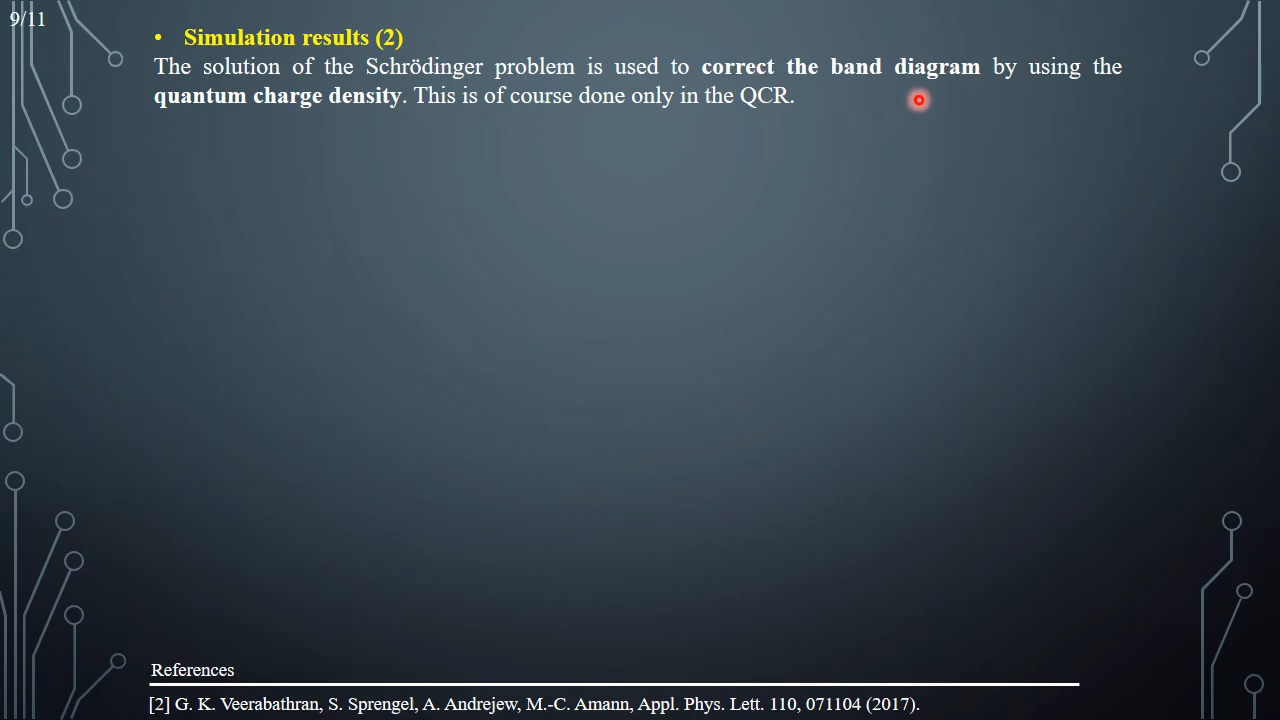 9/11
• Simulation results (2)
The solution of the Schrödinger problem is used to correct the band diagram by using the
quantum charge density. This is of course done only in the QCR.
References
[2] G. K. Veerabathran, S. Sprengel, A. Andrejew, M.-C. Amann, Appl. Phys. Lett. 110, 071104 (2017).